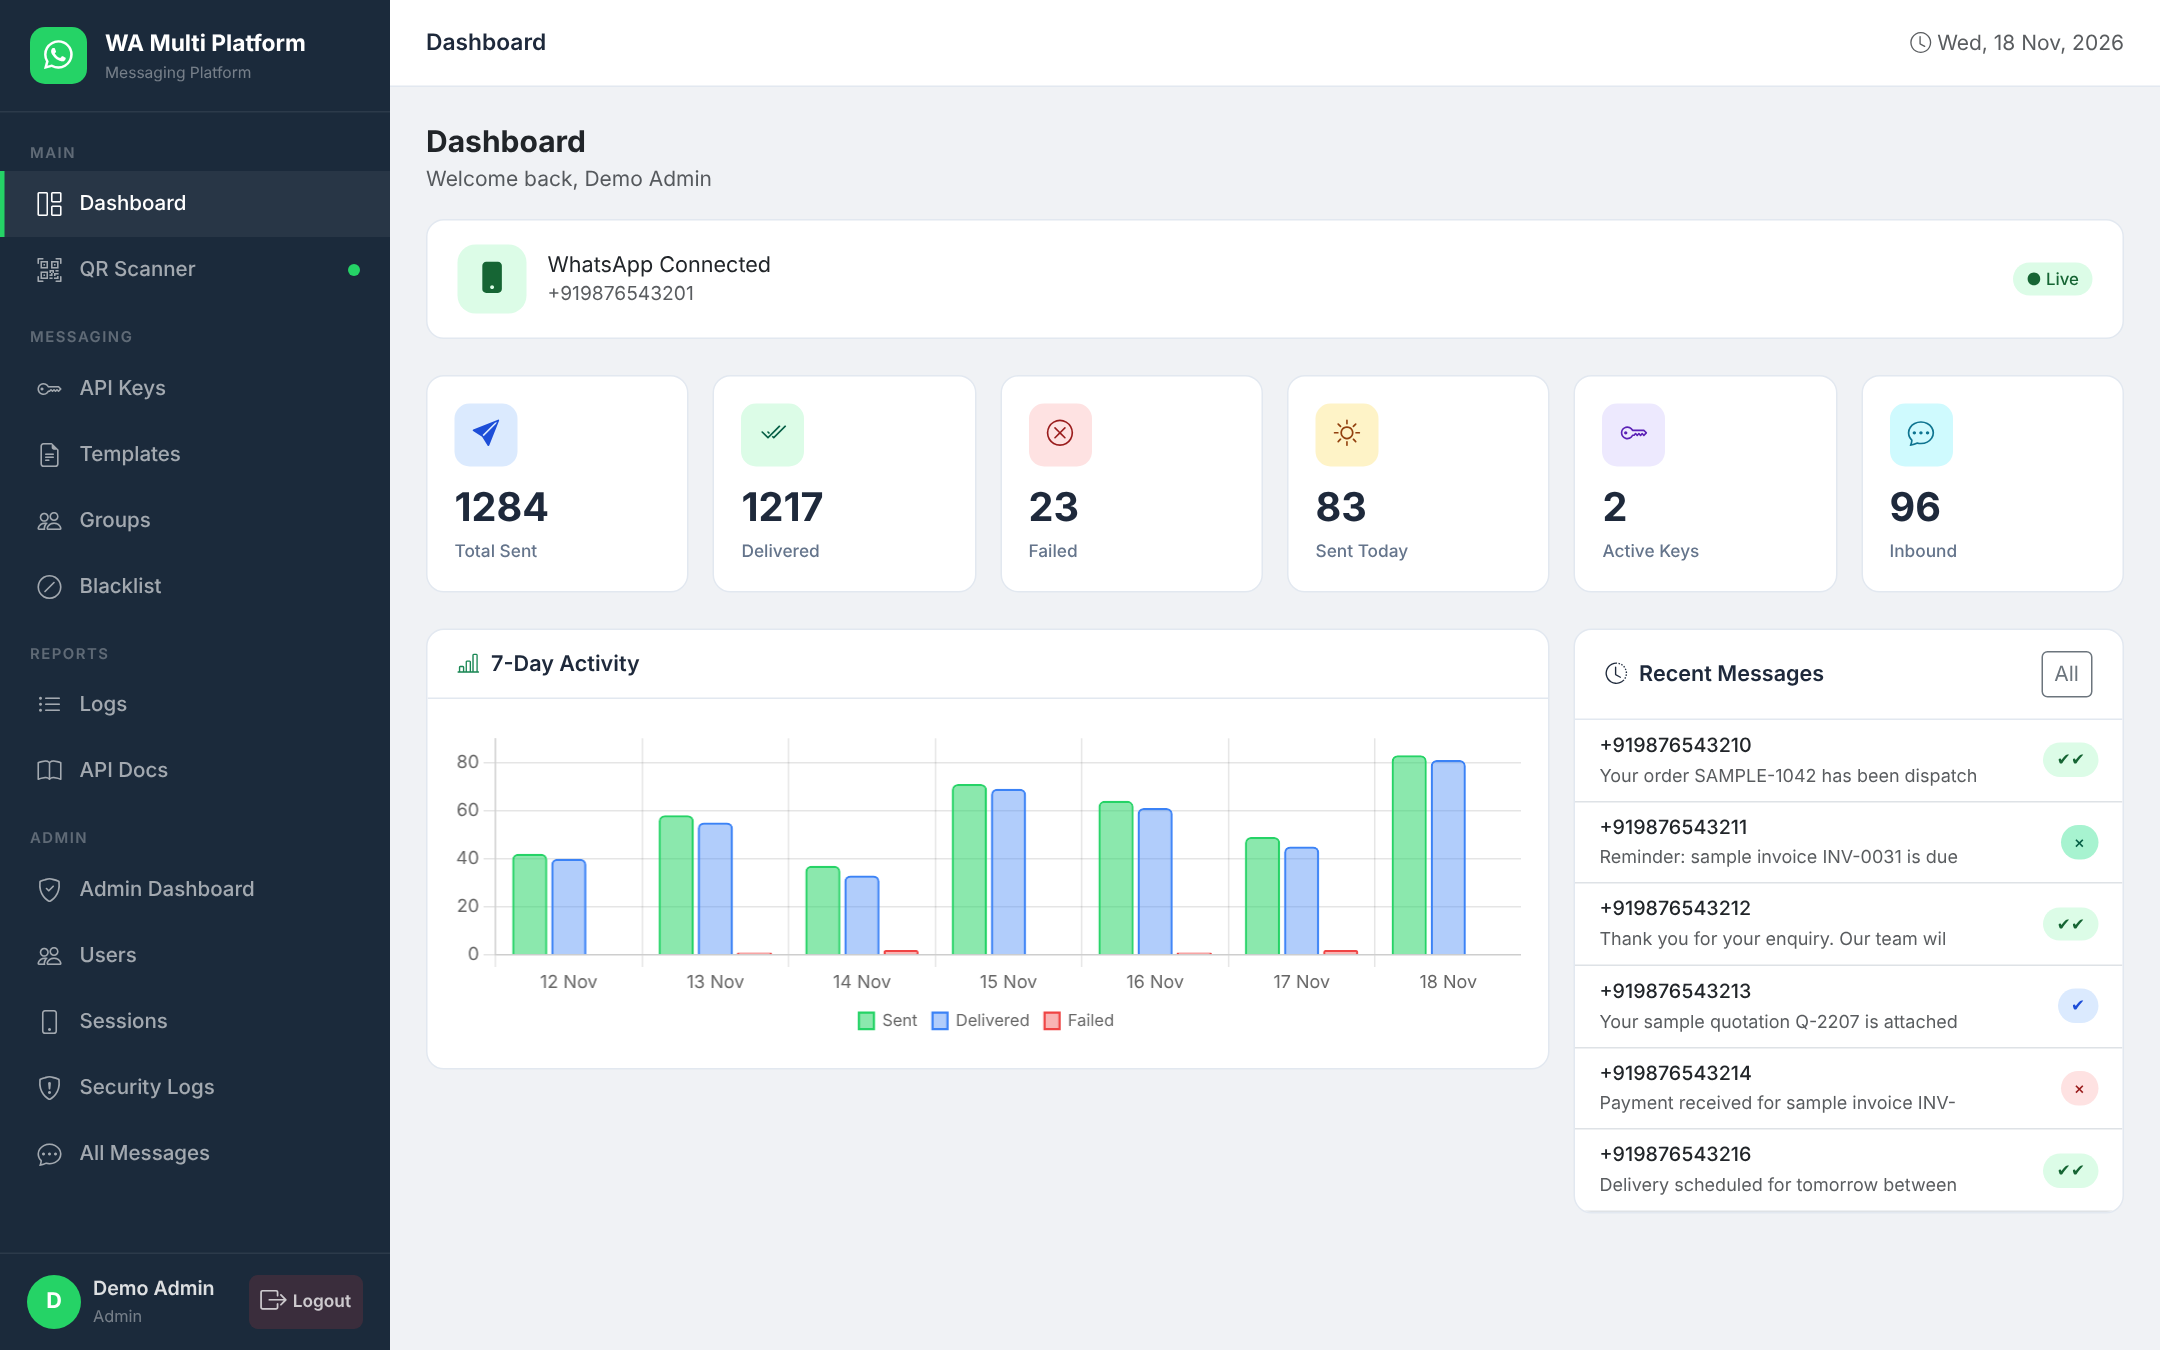 WA Multi Platform
Messaging Platform
MAIN
Dashboard
QR Scanner
MESSAGING
API Keys
Templates
Groups
Blacklist
REPORTS
Logs
API Docs
ADMIN
Admin Dashboard
Users
Sessions
Security Logs
All Messages
D
Demo Admin
Admin
Logout
Dashboard
Wed, 18 Nov, 2026
Dashboard
Welcome back, Demo Admin
WhatsApp Connected
+919876543201
Live
1284
Total Sent
1217
Delivered
23
Failed
83
Sent Today
2
Active Keys
96
Inbound
7-Day Activity
80
60
40
20
0
12 Nov 13 Nov 14 Nov 15 Nov 16 Nov 17 Nov 18 Nov
Sent Delivered Failed
Recent Messages
All
+919876543210
Your order SAMPLE-1042 has been dispatch
✔✔
+919876543211
Reminder: sample invoice INV-0031 is due
×
+919876543212
Thank you for your enquiry. Our team wil
✔✔
+919876543213
Your sample quotation Q-2207 is attached
✔
+919876543214
Payment received for sample invoice INV-
×
+919876543216
Delivery scheduled for tomorrow between
✔✔